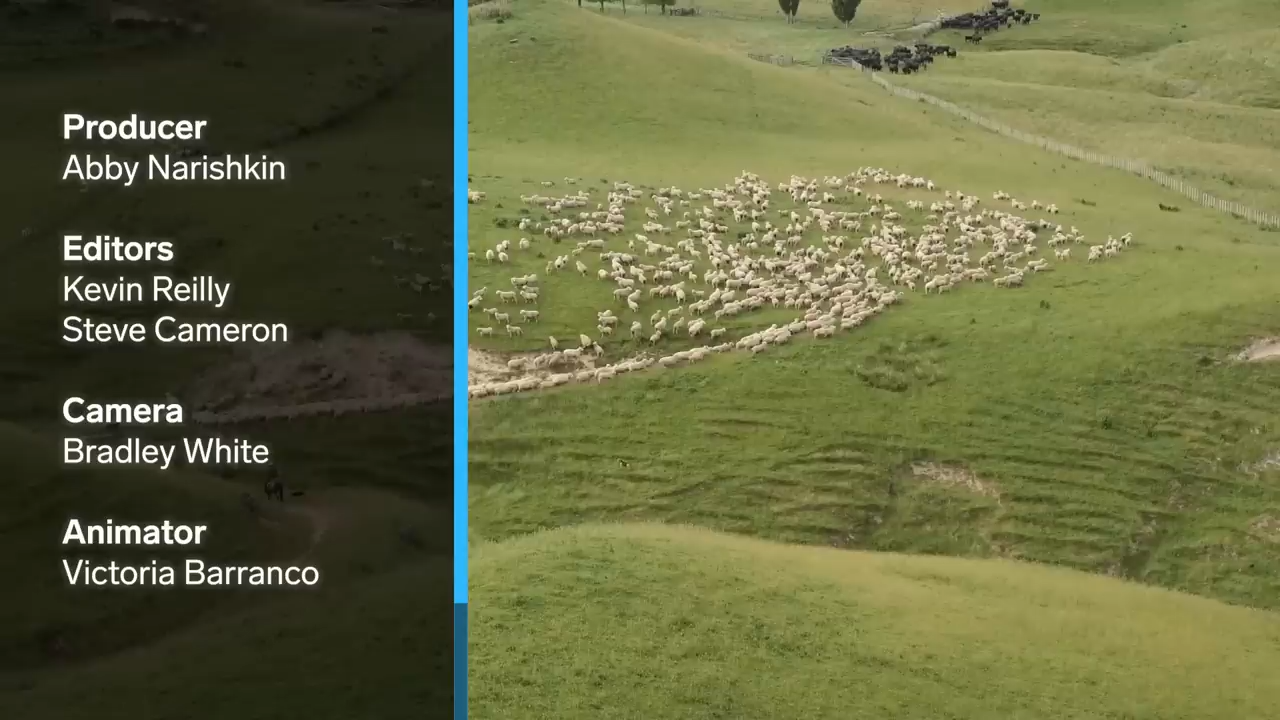 Producer
Abby Narishkin
Editors
Kevin Reilly
Steve Cameron
Camera
Bradley White
Animator
Victoria Barranco